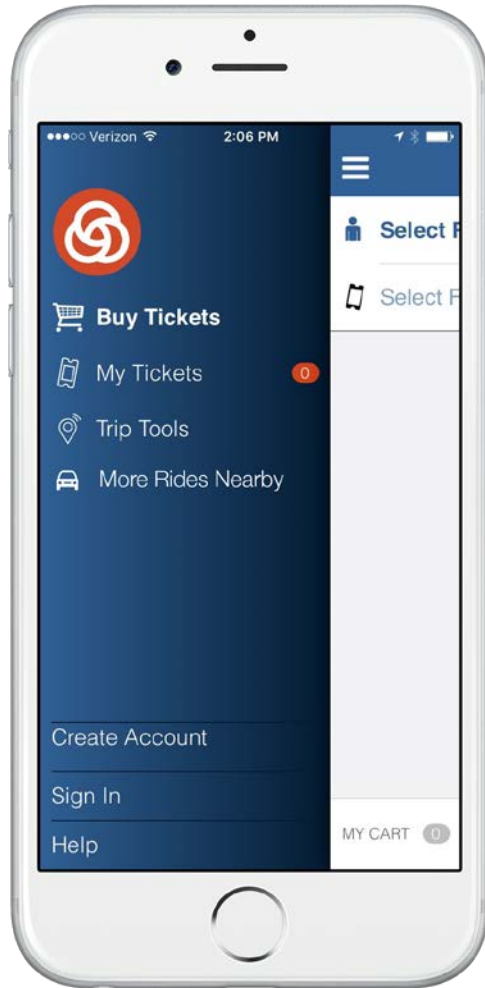 Verizon 2:06 PM
Buy Tickets
My Tickets 0
Trip Tools
More Rides Nearby
Create Account
Sign In
Help
Select F
Select F
MY CART 0